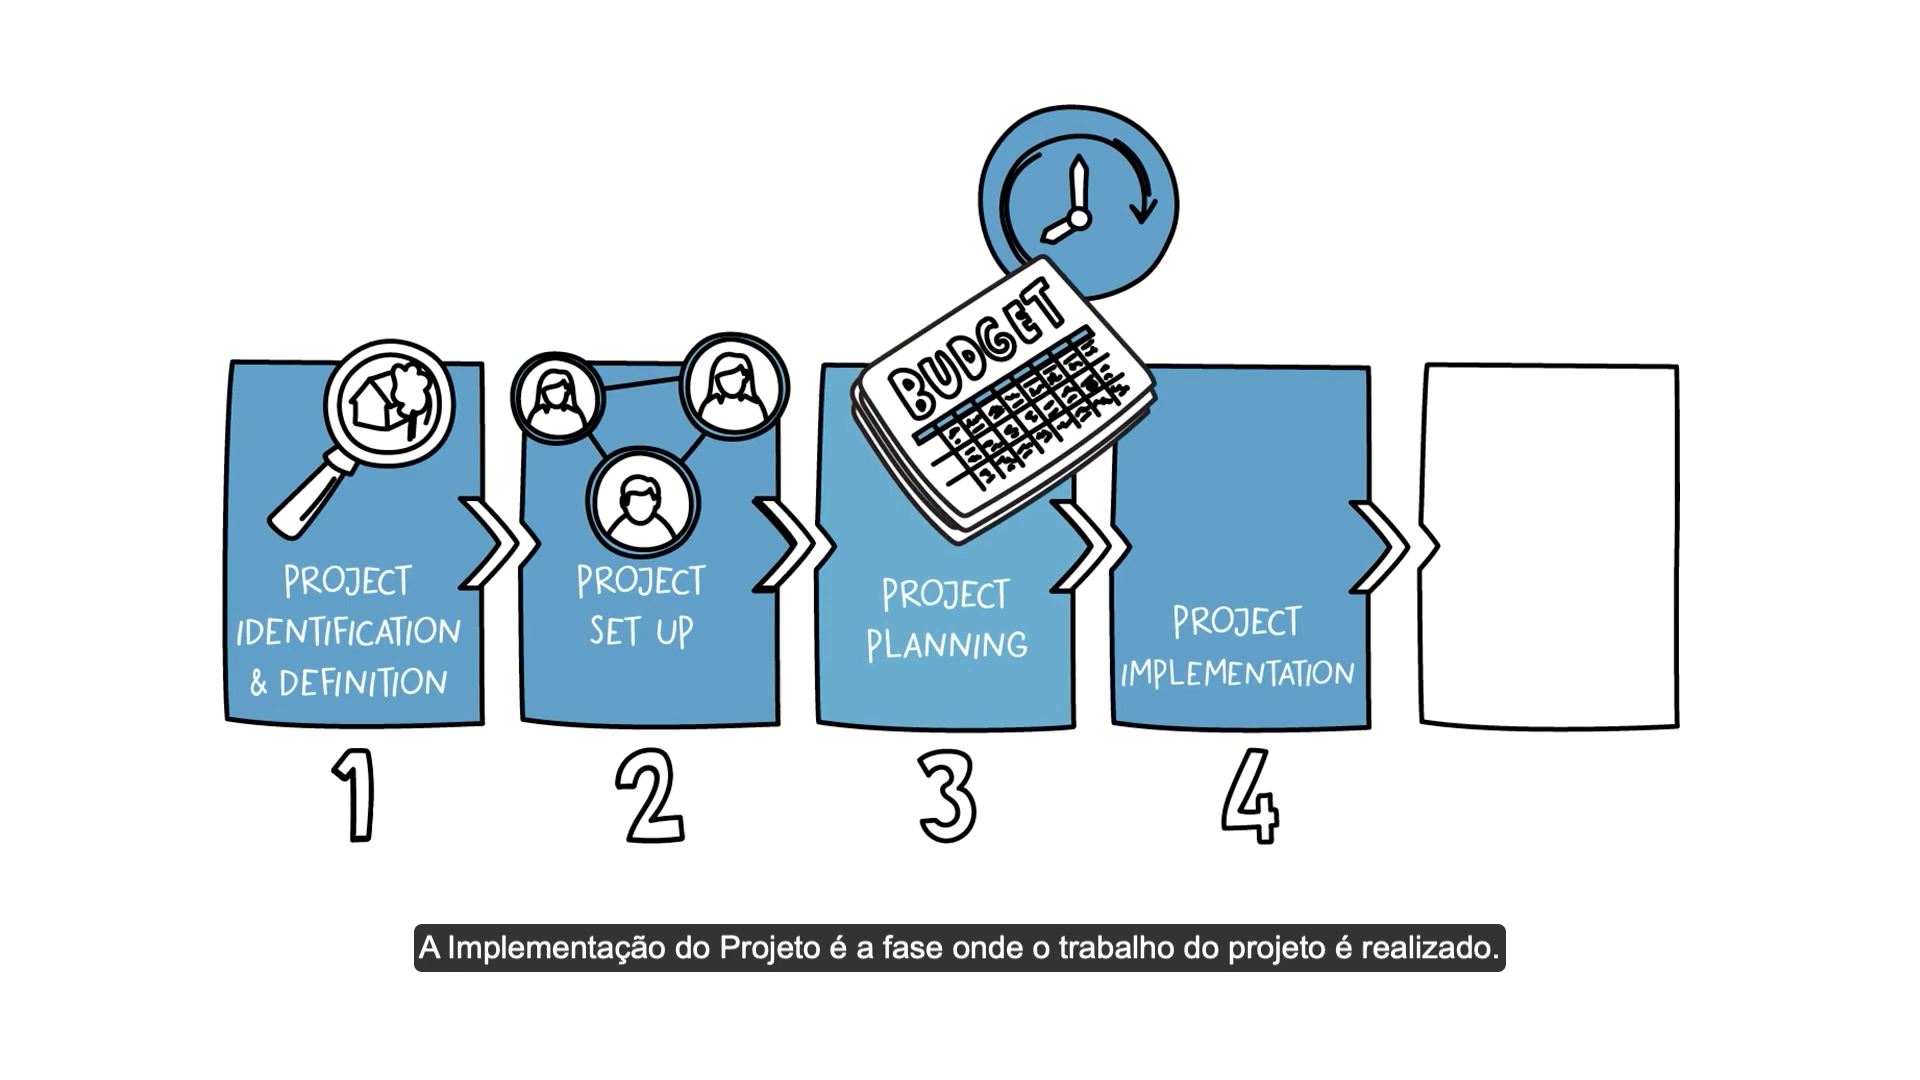 BUDGET
PROJECT
IDENTIFICATION
& DEFINITION
PROJECT
SET UP
PROJECT
PLANNING
PROJECT
IMPLEMENTATION
1
2
3
4
A Implementação do Projeto é a fase onde o trabalho do projeto é realizado.